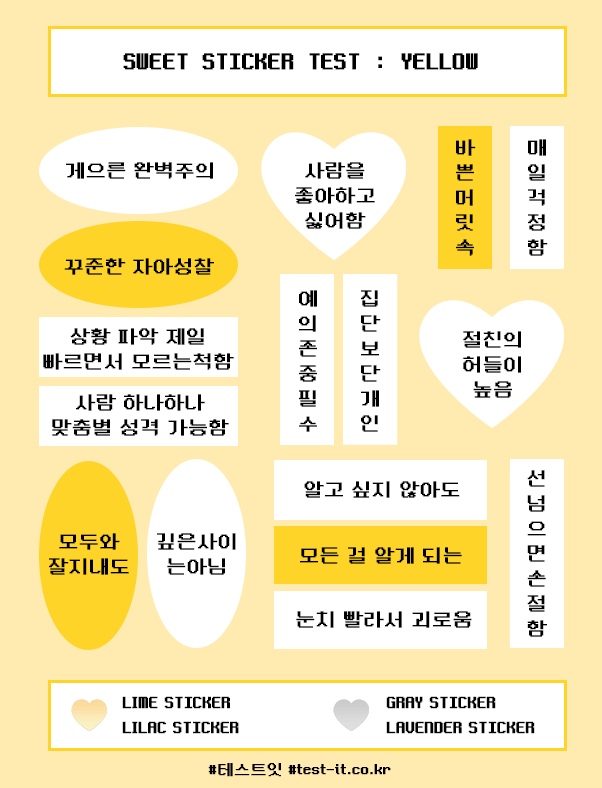 SWEET STICKER TEST : YELLOW
게으른 완벽주의
사람을
좋아하고
싫어함
바
쁜
머
릿
속
매
일
걱
정
함
꾸준한 자아성찰
상황 파악 제일
빠르면서 모르는척함
사람 하나하나
맞춤별 성격 가능함
예
의
존
중
필
수
집
단
보
단
개
인
절친의
허들이
높음
모두와
잘지내도
깊은사이
는아님
알고 싶지 않아도
모든 걸 알게 되는
눈치 빨라서 괴로움
선
넘
으
면
손
절
함
LIME STICKER
LILAC STICKER
GRAY STICKER
LAVENDER STICKER
#테스트잇 #test-it.co.kr